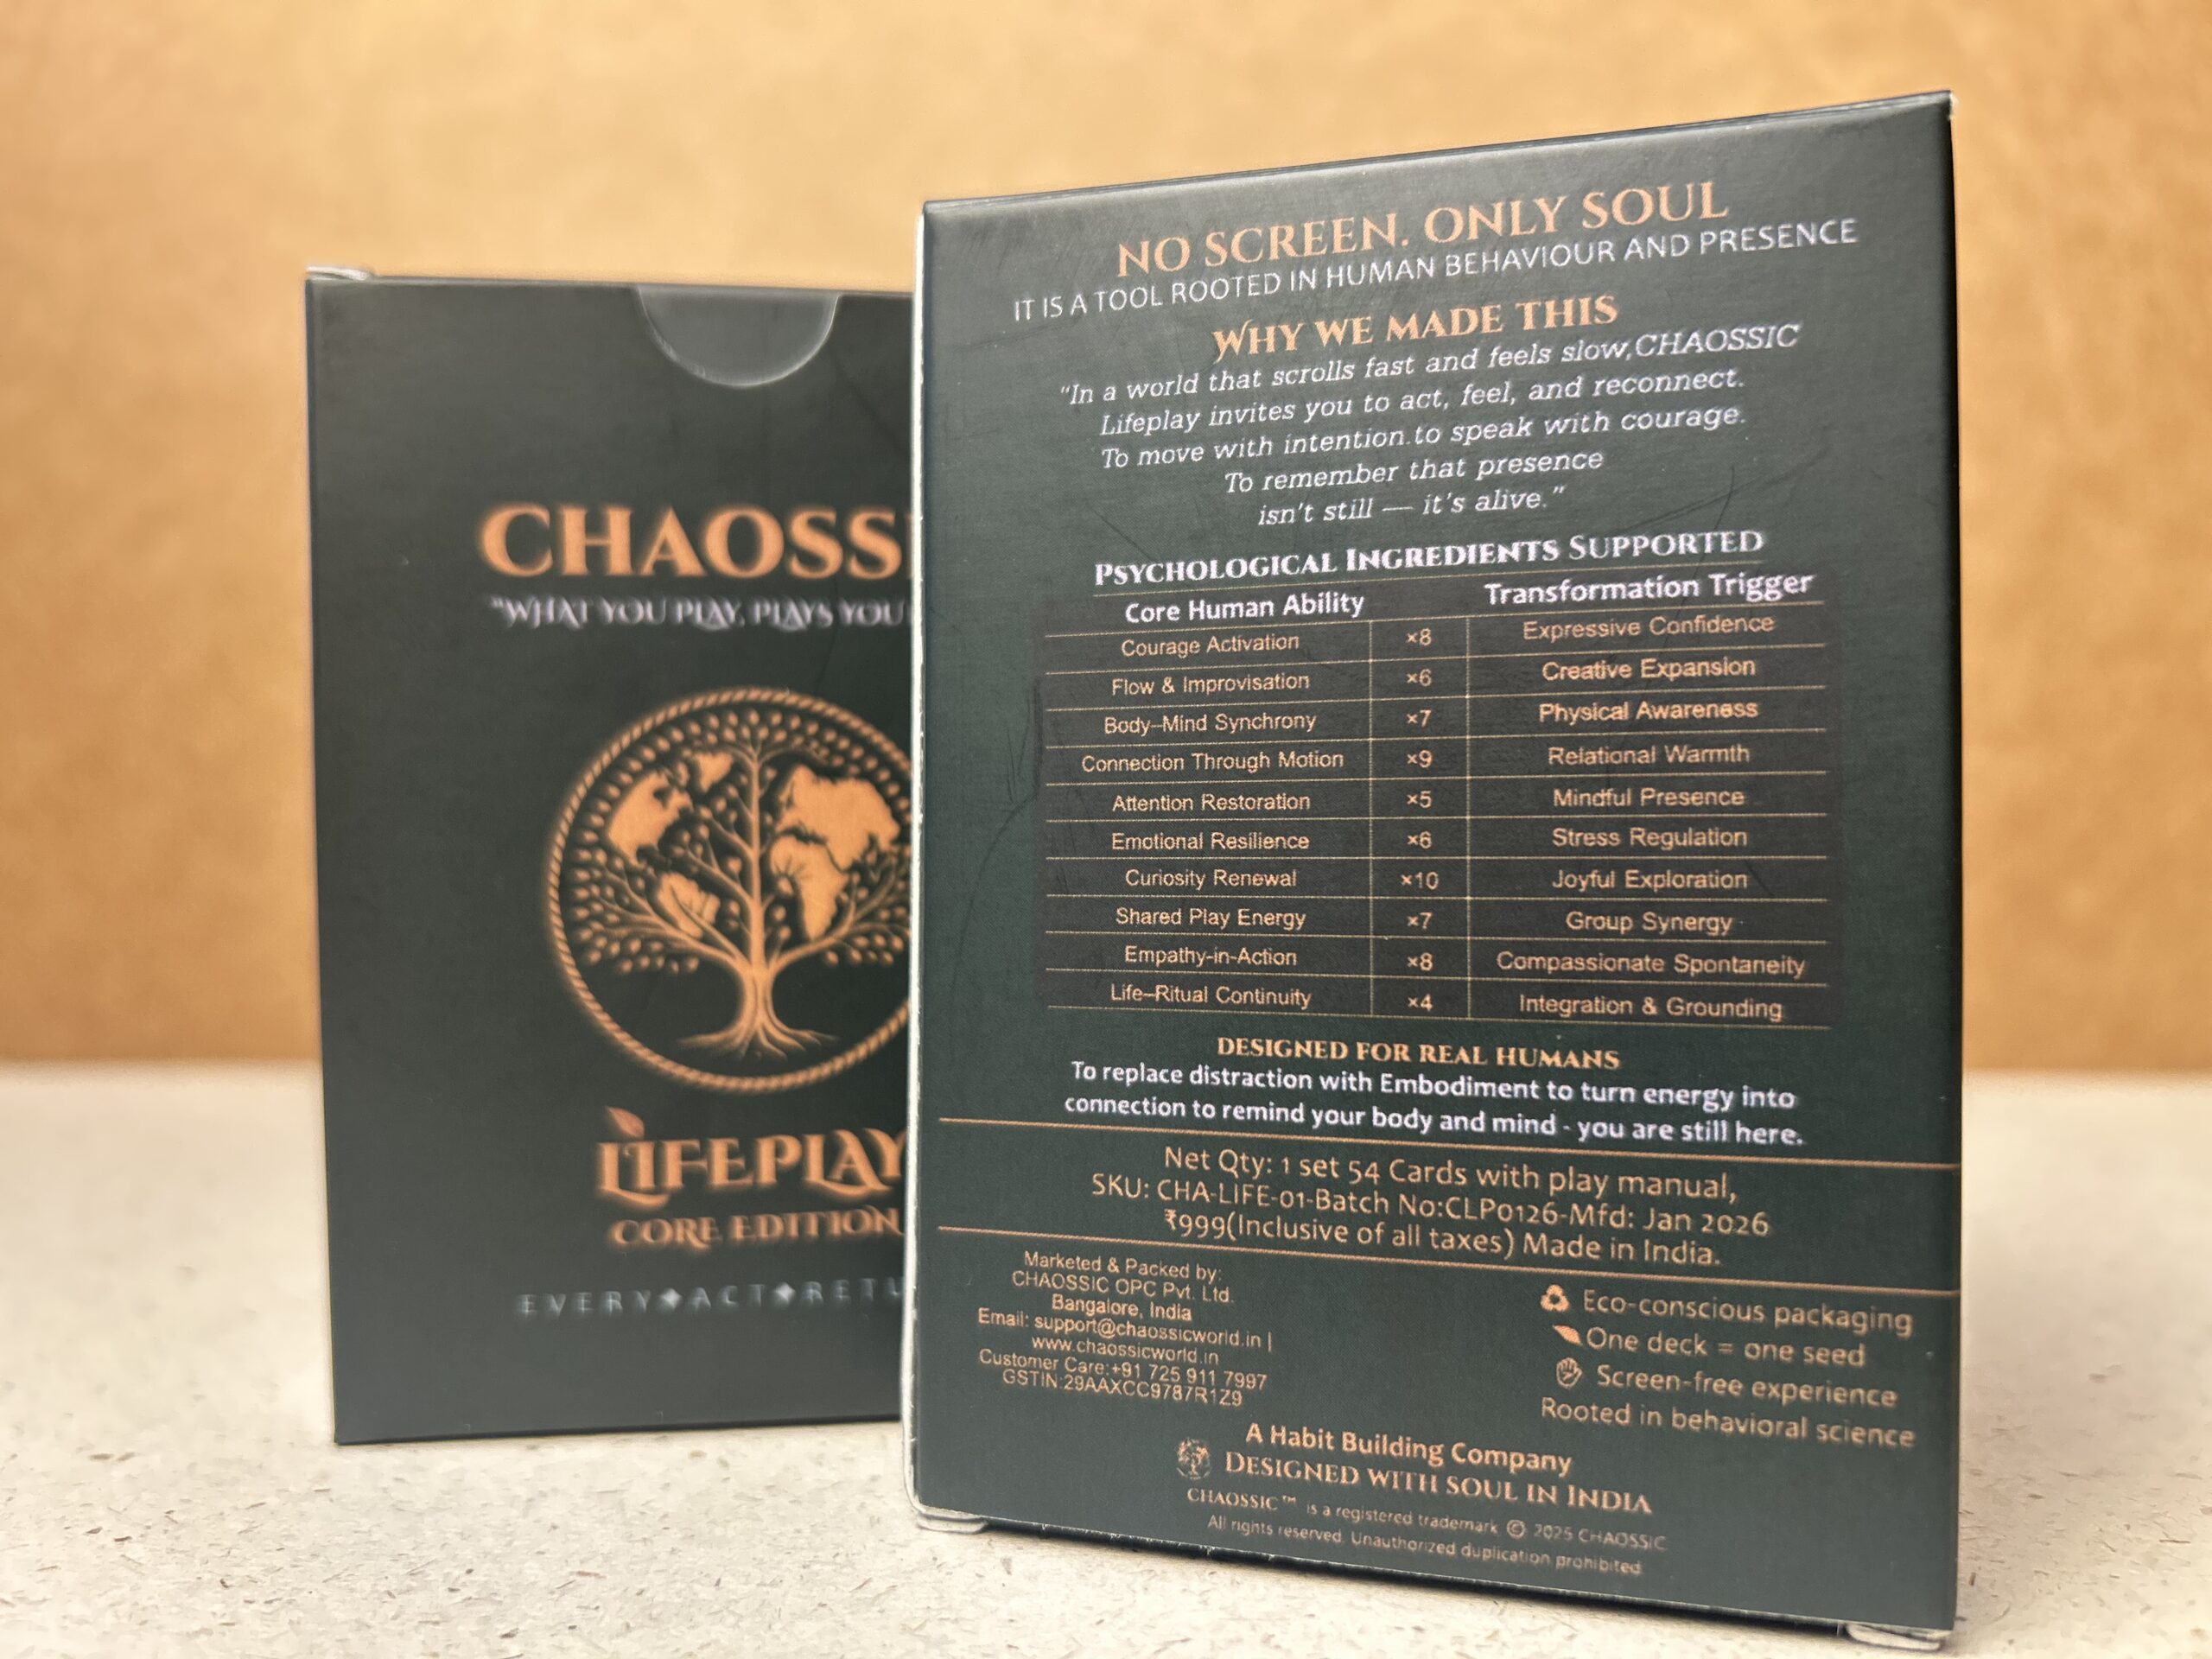 CHAOSS
"WHAT YOU PLAY, PLAYS YOU
LIFEPLAY
CORE EDITION
EVERY◆ACT◆RETU
NO SCREEN. ONLY SOUL
IT IS A TOOL ROOTED IN HUMAN BEHAVIOUR AND PRESENCE
WHY WE MADE THIS
"In a world that scrolls fast and feels slow,CHAOSSIC
Lifeplay invites you to act, feel, and reconnect.
To move with intention.to speak with courage.
To remember that presence
isn't still — it's alive."
PSYCHOLOGICAL INGREDIENTS SUPPORTED
Core Human Ability Transformation Trigger
Courage Activation ×8 Expressive Confidence
Flow & Improvisation ×6 Creative Expansion
Body–Mind Synchrony ×7 Physical Awareness
Connection Through Motion ×9 Relational Warmth
Attention Restoration ×5 Mindful Presence
Emotional Resilience ×6 Stress Regulation
Curiosity Renewal ×10 Joyful Exploration
Shared Play Energy ×7 Group Synergy
Empathy-in-Action ×8 Compassionate Spontaneity
Life–Ritual Continuity ×4 Integration & Grounding
DESIGNED FOR REAL HUMANS
To replace distraction with Embodiment to turn energy into
connection to remind your body and mind - you are still here.
Net Qty: 1 set 54 Cards with play manual,
SKU: CHA-LIFE-01-Batch No:CLP0126-Mfd: Jan 2026
₹999(Inclusive of all taxes) Made in India.
Marketed & Packed by:
CHAOSSIC OPC Pvt. Ltd.
Bangalore, India
Email: support@chaossicworld.in |
www.chaossicworld.in
Customer Care:+91 725 911 7997
GSTIN:29AAXCC9787R1Z9
Eco-conscious packaging
One deck = one seed
Screen-free experience
Rooted in behavioral science
A Habit Building Company
DESIGNED WITH SOUL IN INDIA
CHAOSSIC™ is a registered trademark © 2025 CHAOSSIC
All rights reserved. Unauthorized duplication prohibited.